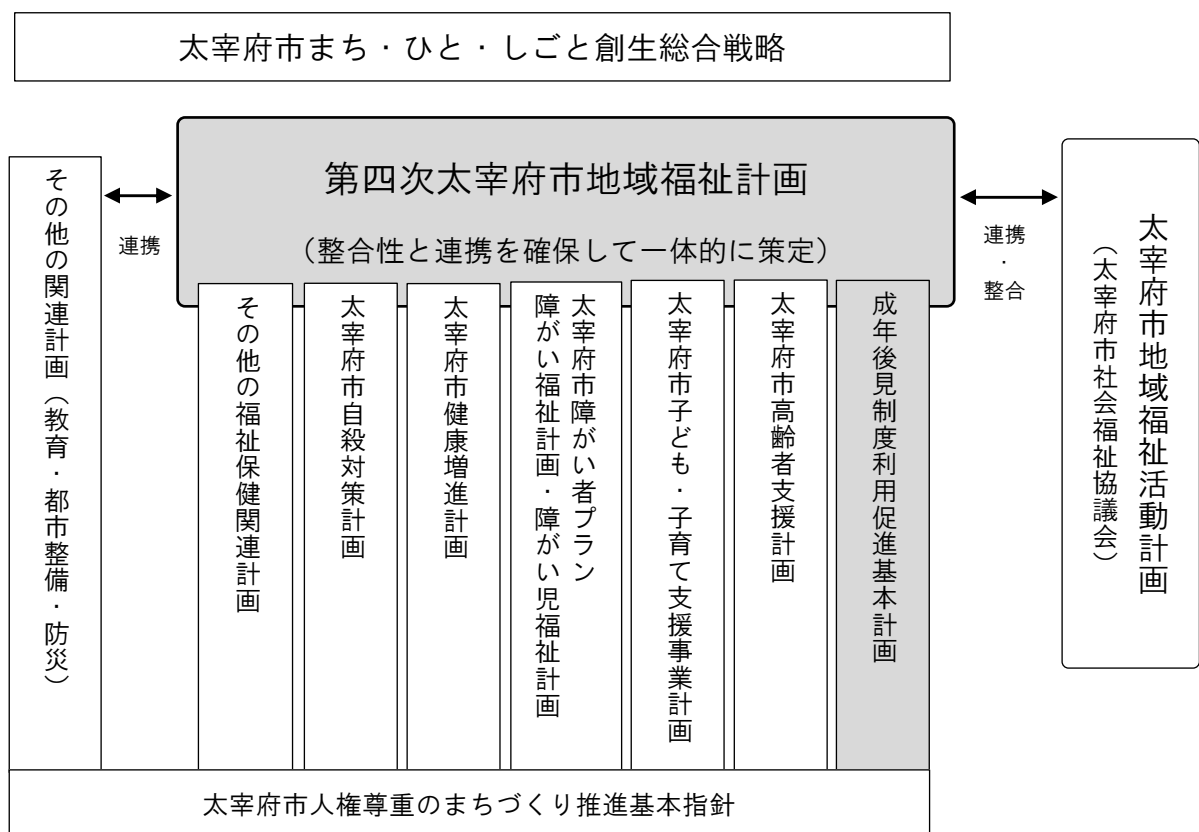 太宰府市まち・ひと・しごと創生総合戦略
第四次太宰府市地域福祉計画
（整合性と連携を確保して一体的に策定）
連携
連携
・
整合
太宰府市地域福祉活動計画
（太宰府市社会福祉協議会）
成年後見制度利用促進基本計画
太宰府市高齢者支援計画
太宰府市子ども・子育て支援事業計画
太宰府市障がい者プラン
障がい福祉計画・障がい児福祉計画
太宰府市健康増進計画
太宰府市自殺対策計画
その他の福祉保健関連計画
その他の関連計画（教育・都市整備・防災）
太宰府市人権尊重のまちづくり推進基本指針